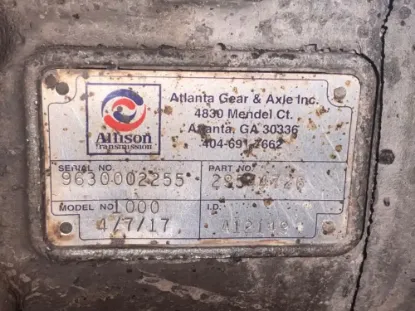 Allison
Transmission
Atlanta Gear & Axle Inc.
4830 Mendel Ct.
Atlanta, GA 30336
404-691-7662
SERIAL NO.
PART NO.
9630002255
MODEL NO.
1000
I.D.
4/7/17